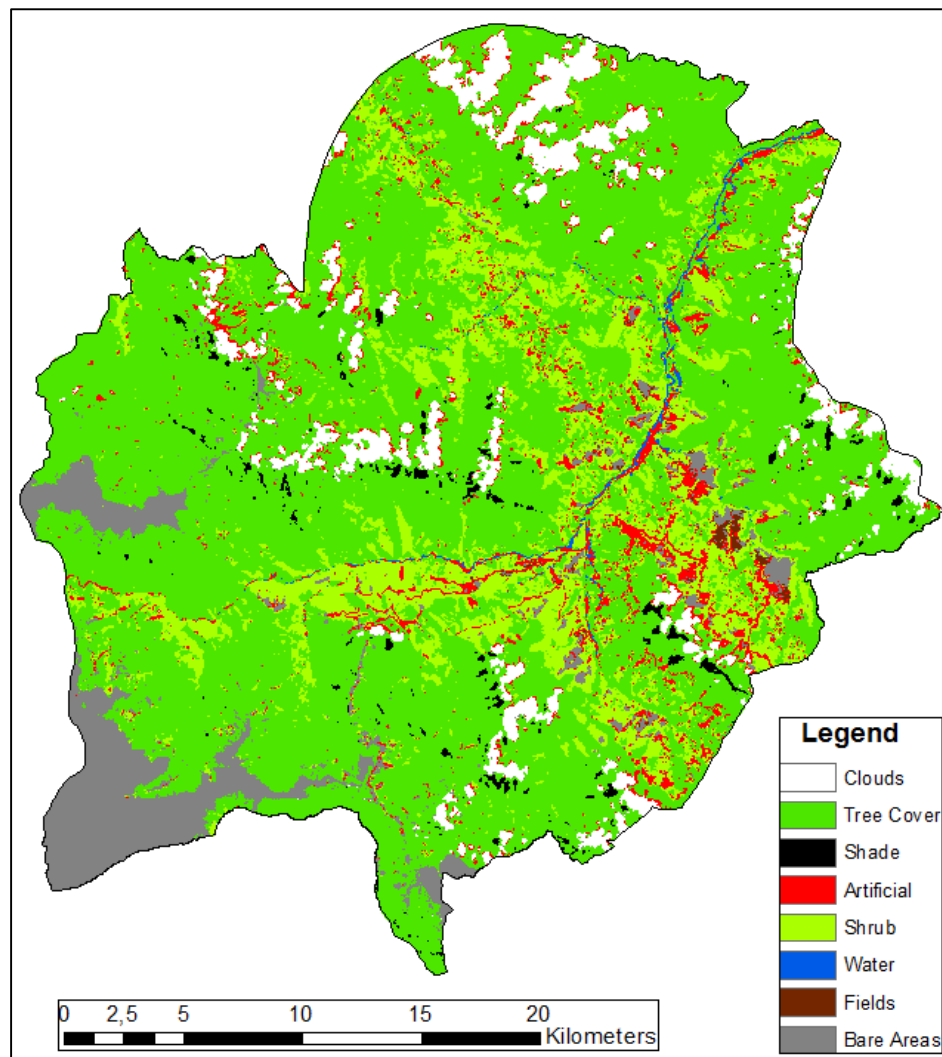 Legend
Clouds
Tree Cover
Shade
Artificial
Shrub
Water
Fields
Bare Areas
0 2,5 5 10 15 20
Kilometers